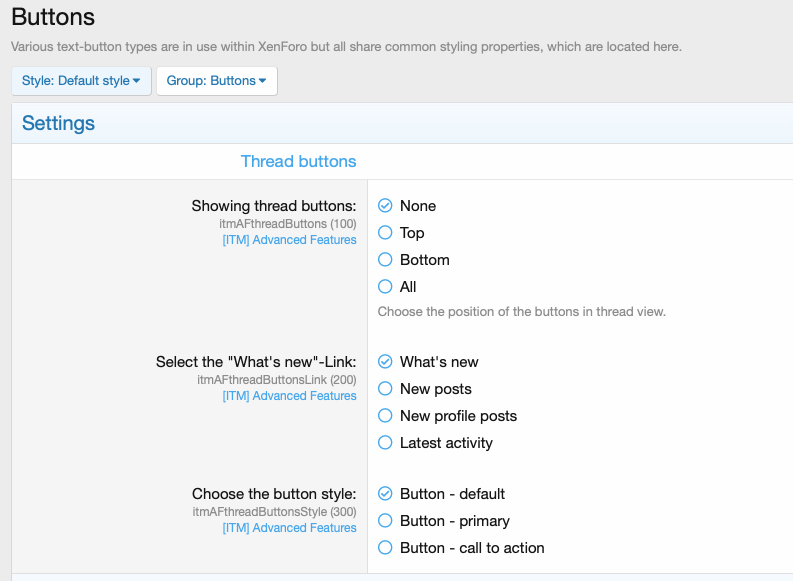 Buttons
Various text-button types are in use within XenForo but all share common styling properties, which are located here.
Style: Default style
Group: Buttons
Settings
Thread buttons
Showing thread buttons:
itmAFthreadButtons (100)
[ITM] Advanced Features
None
Top
Bottom
All
Choose the position of the buttons in thread view.
Select the "What's new"-Link:
itmAFthreadButtonsLink (200)
[ITM] Advanced Features
What's new
New posts
New profile posts
Latest activity
Choose the button style:
itmAFthreadButtonsStyle (300)
[ITM] Advanced Features
Button - default
Button - primary
Button - call to action